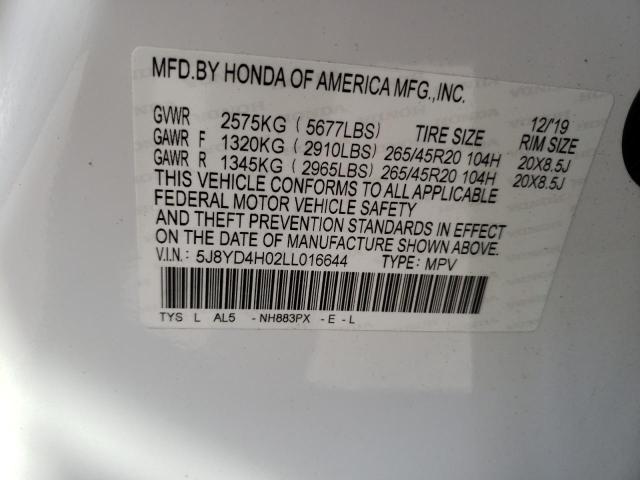 MFD.BY HONDA OF AMERICA MFG.,INC.
12/'19
GVWR 2575KG (5677LBS) TIRE SIZE RIM SIZE
GAWR F 1320KG (2910LBS) 265/45R20 104H 20X8.5J
GAWR R 1345KG (2965LBS) 265/45R20 104H 20X8.5J
THIS VEHICLE CONFORMS TO ALL APPLICABLE
FEDERAL MOTOR VEHICLE SAFETY
AND THEFT PREVENTION STANDARDS IN EFFECT
ON THE DATE OF MANUFACTURE SHOWN ABOVE.
V.I.N.: 5J8YD4H02LL016644 TYPE: MPV
TYS L AL5 -NH883PX -E-L